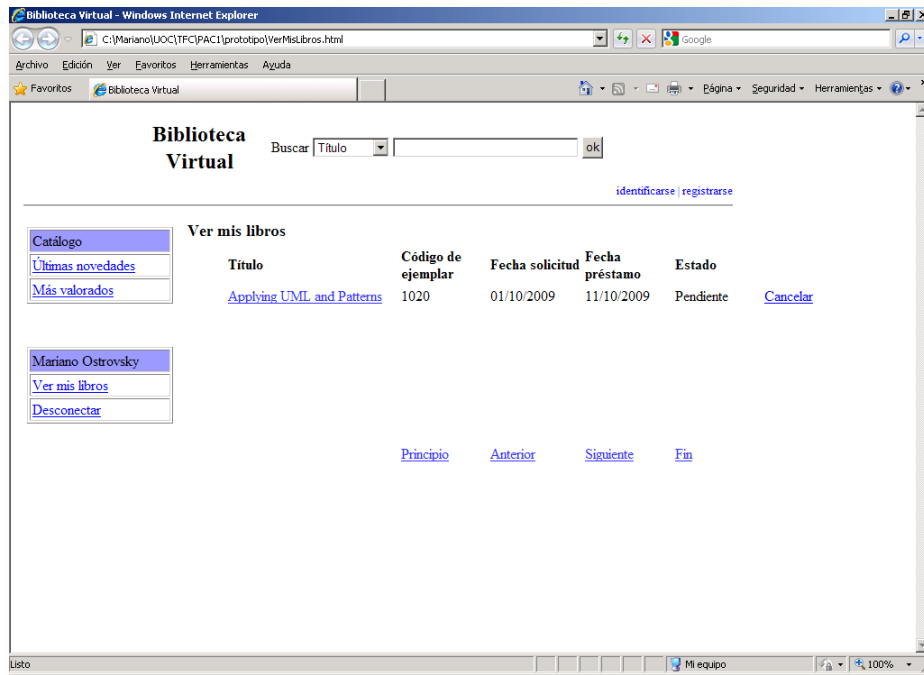 Biblioteca Virtual - Windows Internet Explorer
C:\Mariano\UOC\TFC\PAC1\prototipo\VerMisLibros.html
Google
Archivo Edición Ver Favoritos Herramientas Ayuda
Favoritos Biblioteca Virtual Página Seguridad Herramientas
Biblioteca
Virtual
Buscar Título ok
identificarse | registrarse
Catálogo
Últimas novedades
Más valorados
Mariano Ostrovsky
Ver mis libros
Desconectar
Ver mis libros
Título Código de ejemplar Fecha solicitud Fecha préstamo Estado
Applying UML and Patterns 1020 01/10/2009 11/10/2009 Pendiente Cancelar
Principio Anterior Siguiente Fin
Listo Mi equipo 100%